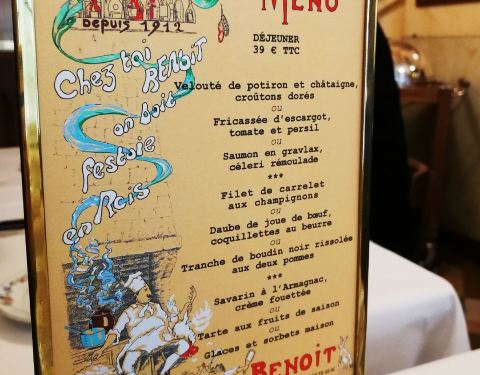 MENU
Depuis 1912
DÉJEUNER
39 € TTC
Chez toi
RENOIT
on boit
festoie
en Rois
Velouté de potiron et châtaigne,
croûtons dorés
ou
Fricassée d'escargot,
tomate et persil
ou
Saumon en gravlax,
céleri rémoulade
***
Filet de carrelet
aux champignons
ou
Daube de joue de bœuf,
coquillettes au beurre
ou
Tranche de boudin noir rissolée
aux deux pommes
***
Savarin à l'Armagnac,
crème fouettée
ou
Tarte aux fruits de saison
ou
Glaces et sorbets maison
BENOIT